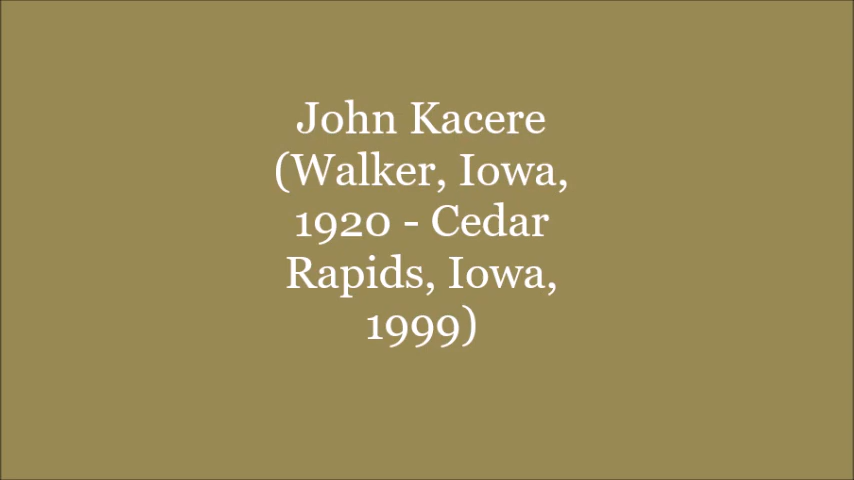 John Kacere
(Walker, Iowa,
1920 - Cedar
Rapids, Iowa,
1999)